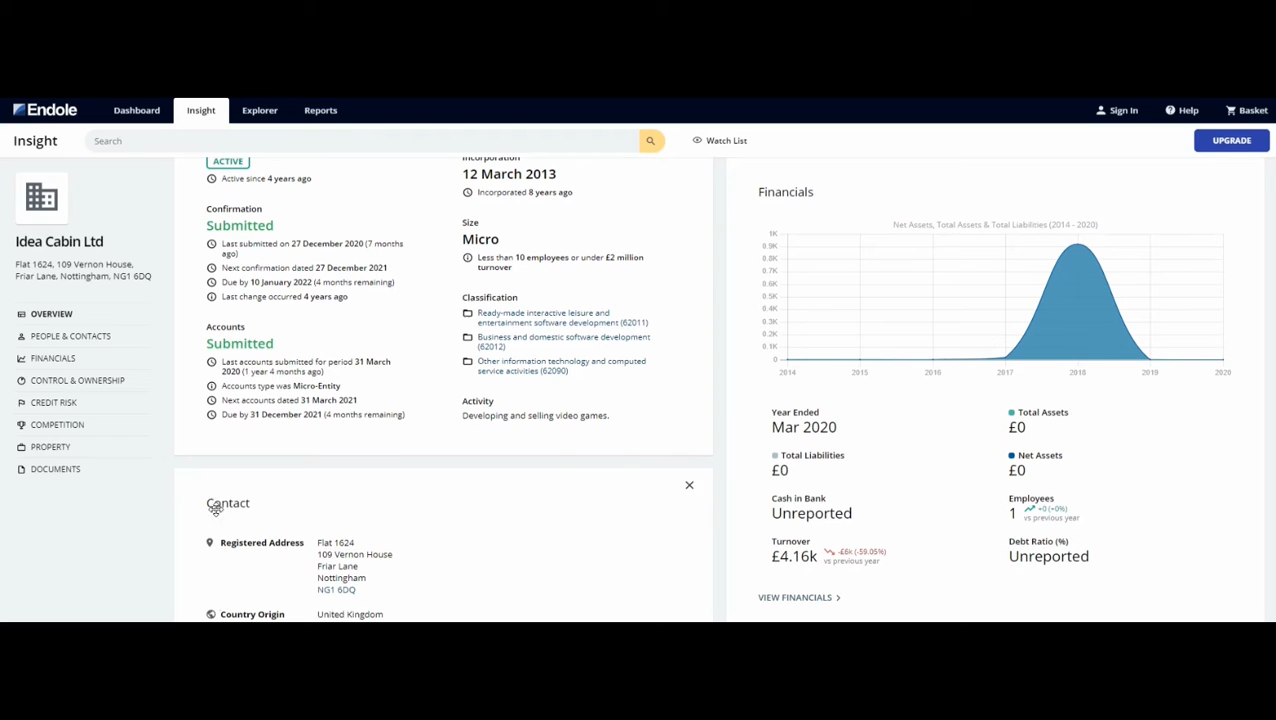 Endole
Dashboard
Insight
Explorer
Reports
Sign In
Help
Basket
Insight
Search
Watch List
UPGRADE
Idea Cabin Ltd
Flat 1624, 109 Vernon House,
Friar Lane, Nottingham, NG1 6DQ
OVERVIEW
PEOPLE & CONTACTS
FINANCIALS
CONTROL & OWNERSHIP
CREDIT RISK
COMPETITION
PROPERTY
DOCUMENTS
ACTIVE
Active since 4 years ago
Confirmation
Submitted
Last submitted on 27 December 2020 (7 months
ago)
Next confirmation dated 27 December 2021
Due by 10 January 2022 (4 months remaining)
Last change occurred 4 years ago
Accounts
Submitted
Last accounts submitted for period 31 March
2020 (1 year 4 months ago)
Accounts type was Micro-Entity
Next accounts dated 31 March 2021
Due by 31 December 2021 (4 months remaining)
Incorporation
12 March 2013
Incorporated 8 years ago
Size
Micro
Less than 10 employees or under £2 million
turnover
Classification
Ready-made interactive leisure and
entertainment software development (62011)
Business and domestic software development
(62012)
Other information technology and computed
service activities (62090)
Activity
Developing and selling video games.
Contact
Registered Address
Flat 1624
109 Vernon House
Friar Lane
Nottingham
NG1 6DQ
Country Origin
United Kingdom
Financials
Net Assets, Total Assets & Total Liabilities (2014 - 2020)
1K
0.9K
0.8K
0.7K
0.6K
0.5K
0.4K
0.3K
0.2K
0.1K
0
2014 2015 2016 2017 2018 2019 2020
Year Ended
Mar 2020
Total Assets
£0
Total Liabilities
£0
Net Assets
£0
Cash in Bank
Unreported
Employees
1 +0 (+0%)
vs previous year
Turnover
£4.16k -£6k (-59.05%)
vs previous year
Debt Ratio (%)
Unreported
VIEW FINANCIALS